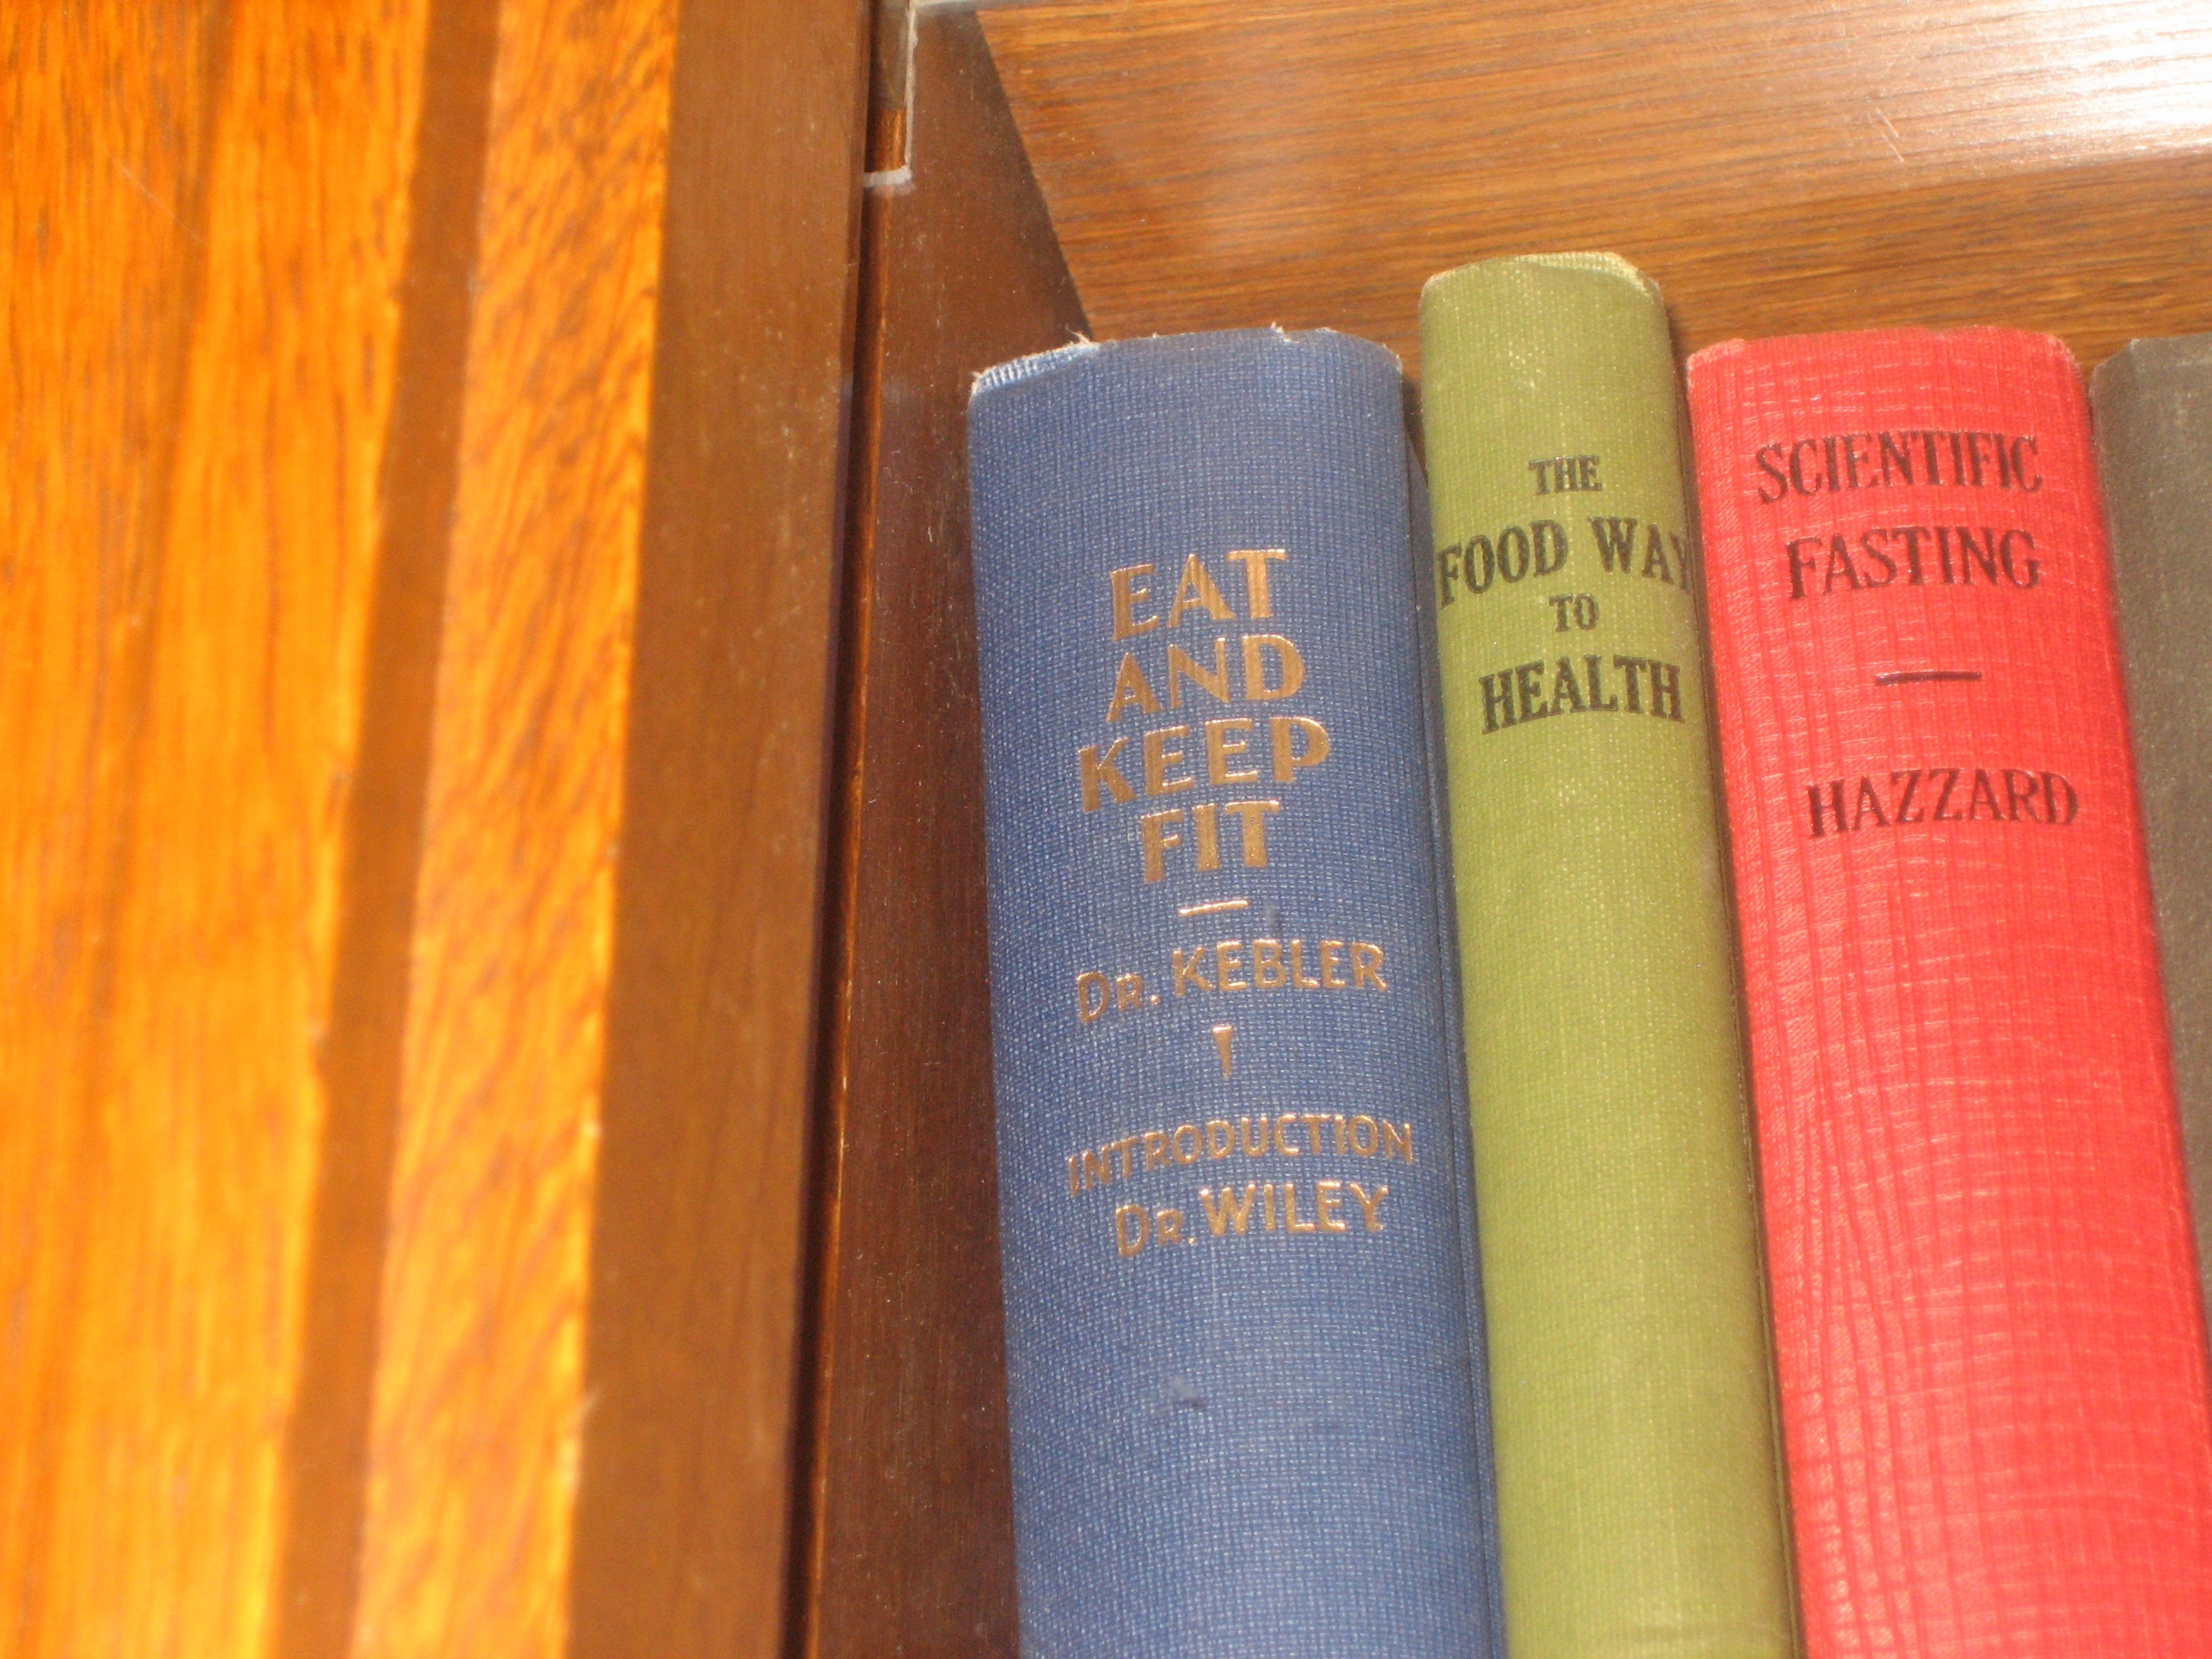 EAT
AND
KEEP
FIT
DR. KEBLER
INTRODUCTION
DR. WILEY
THE
FOOD WAY
TO
HEALTH
SCIENTIFIC
FASTING
HAZZARD